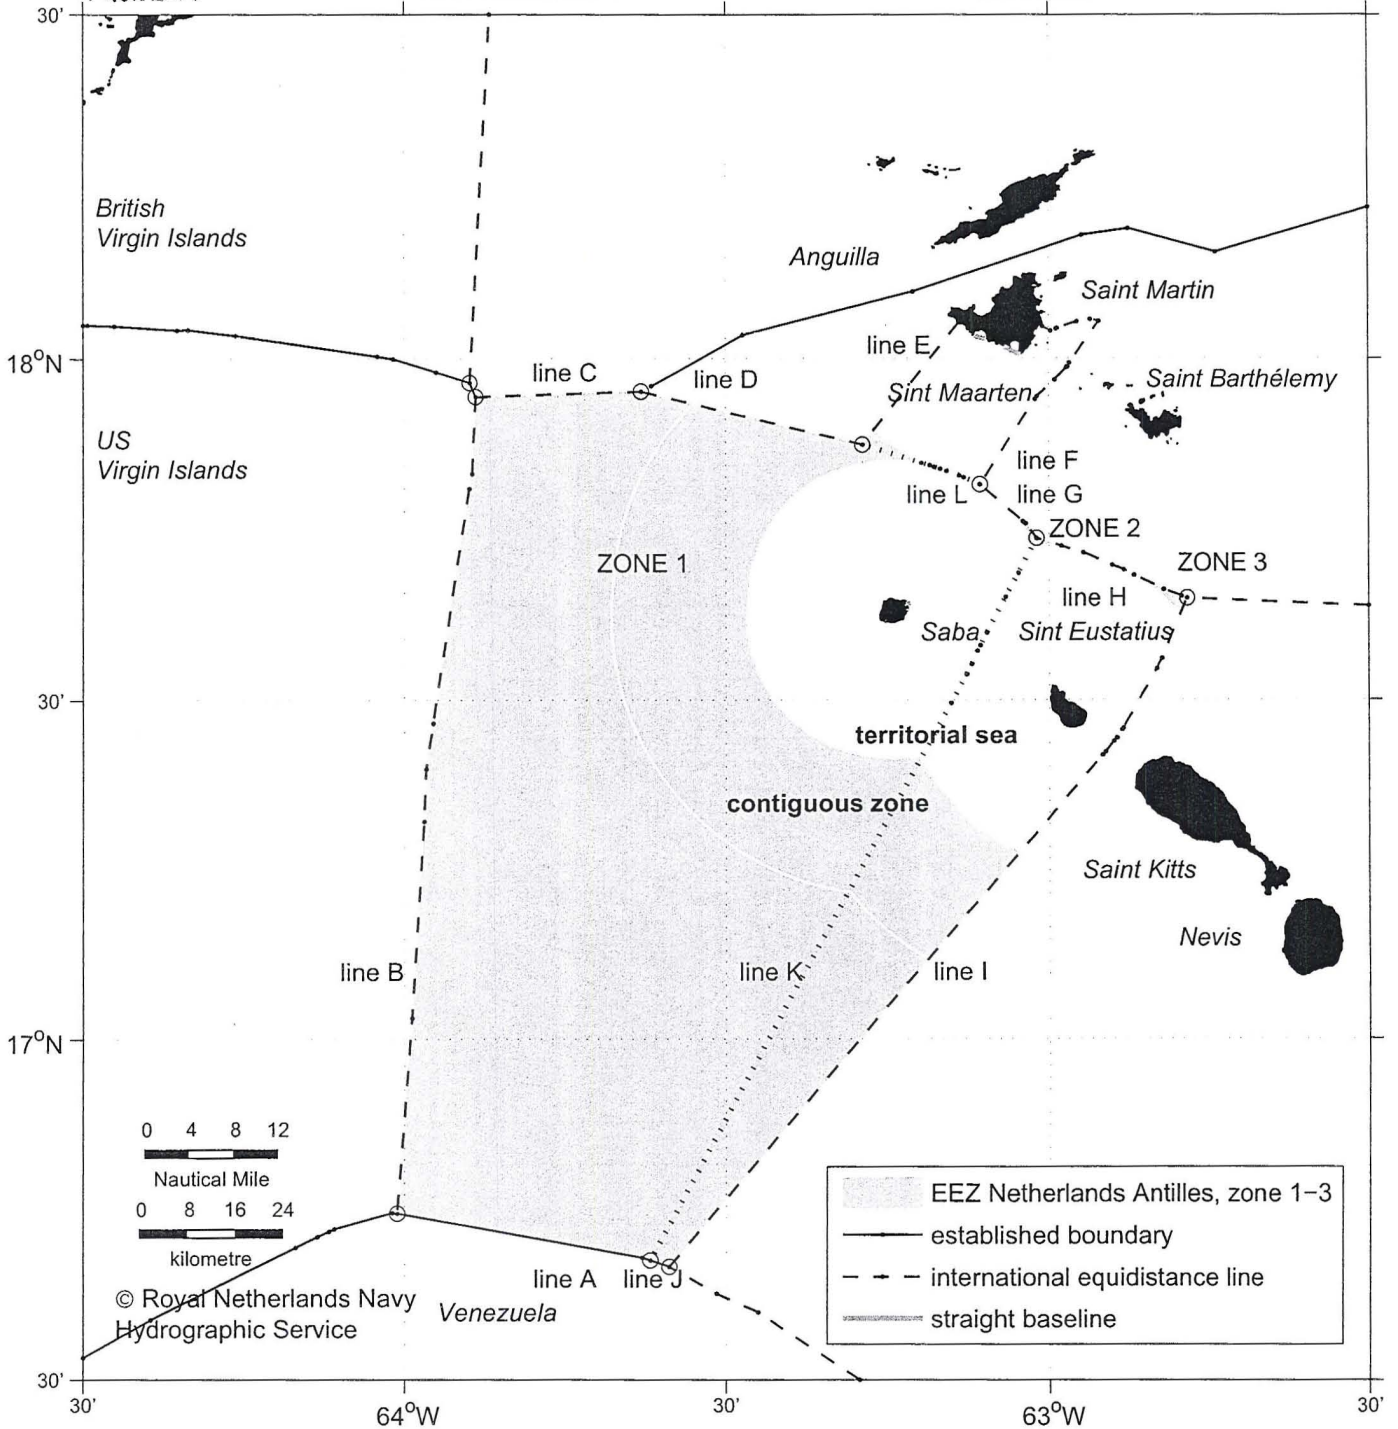 30'
British
Virgin Islands
Anguilla
Saint Martin
line E
18°N
line C
line D
Sint Maarten
Saint Barthélemy
US
Virgin Islands
line F
line L
line G
ZONE 2
ZONE 1
ZONE 3
line H
Saba
Sint Eustatius
30'
territorial sea
contiguous zone
Saint Kitts
Nevis
line B
line K
line I
17°N
0 4 8 12
Nautical Mile
0 8 16 24
kilometre
EEZ Netherlands Antilles, zone 1–3
established boundary
international equidistance line
straight baseline
line A
line J
© Royal Netherlands Navy
Hydrographic Service
Venezuela
30'
30'
64°W
30'
63°W
30'